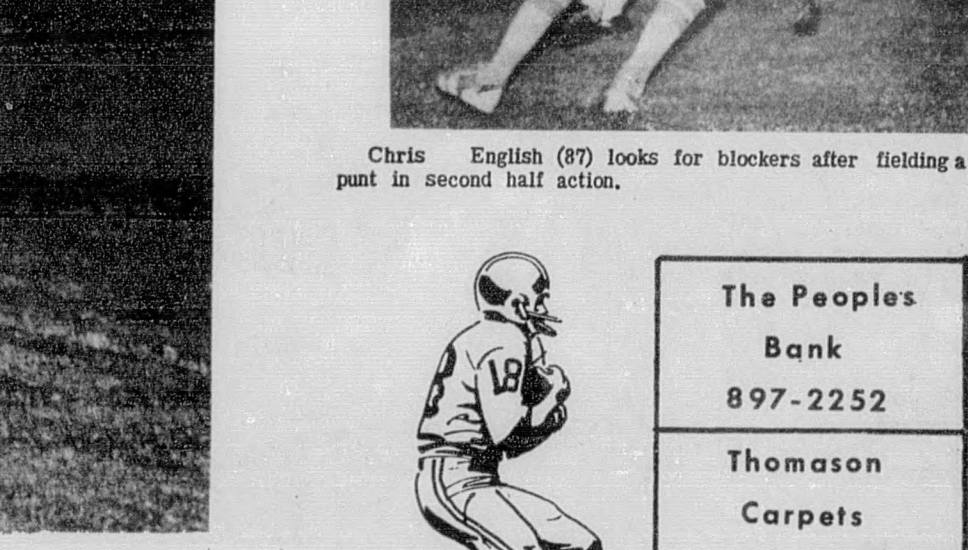 Chris English (87) looks for blockers after fielding a
punt in second half action.
18
8
The People's
Bank
897-2252
Thomason
Carpets